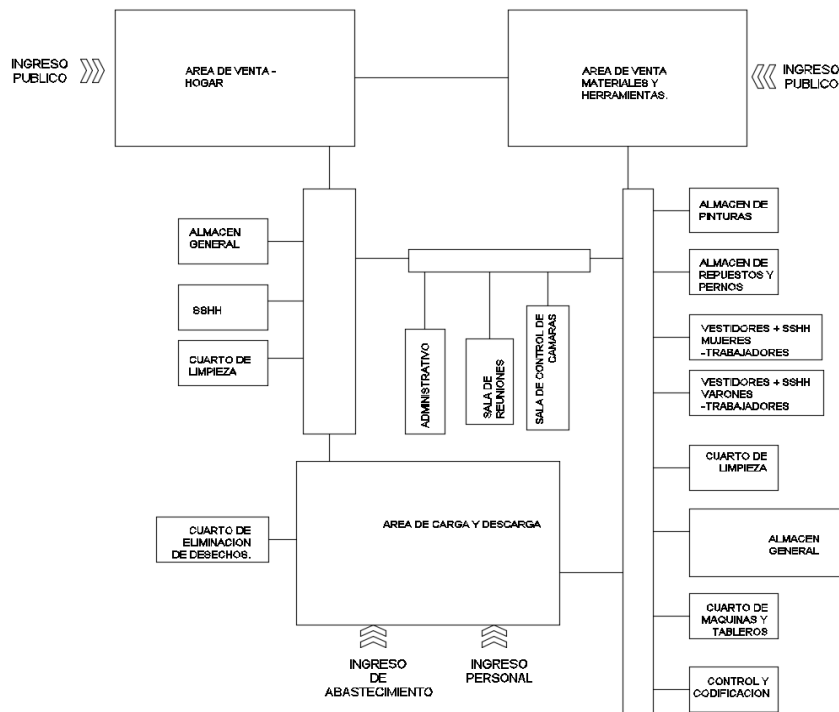 INGRESO
PUBLICO
AREA DE VENTA -
HOGAR
AREA DE VENTA
MATERIALES Y
HERRAMIENTAS.
INGRESO
PUBLICO
ALMACEN
GENERAL
SSHH
CUARTO DE
LIMPIEZA
ADMINISTRATIVO
SALA DE
REUNIONES
SALA DE CONTROL DE
CAMARAS
ALMACEN DE
PINTURAS
ALMACEN DE
REPUESTOS Y
PERNOS
VESTIDORES + SSHH
MUJERES
-TRABAJADORES
VESTIDORES + SSHH
VARONES
-TRABAJADORES
CUARTO DE
LIMPIEZA
ALMACEN
GENERAL
CUARTO DE
MAQUINAS Y
TABLEROS
CONTROL Y
CODIFICACION
AREA DE CARGA Y DESCARGA
CUARTO DE
ELIMINACION
DE DESECHOS.
INGRESO
DE
ABASTECIMIENTO
INGRESO
PERSONAL